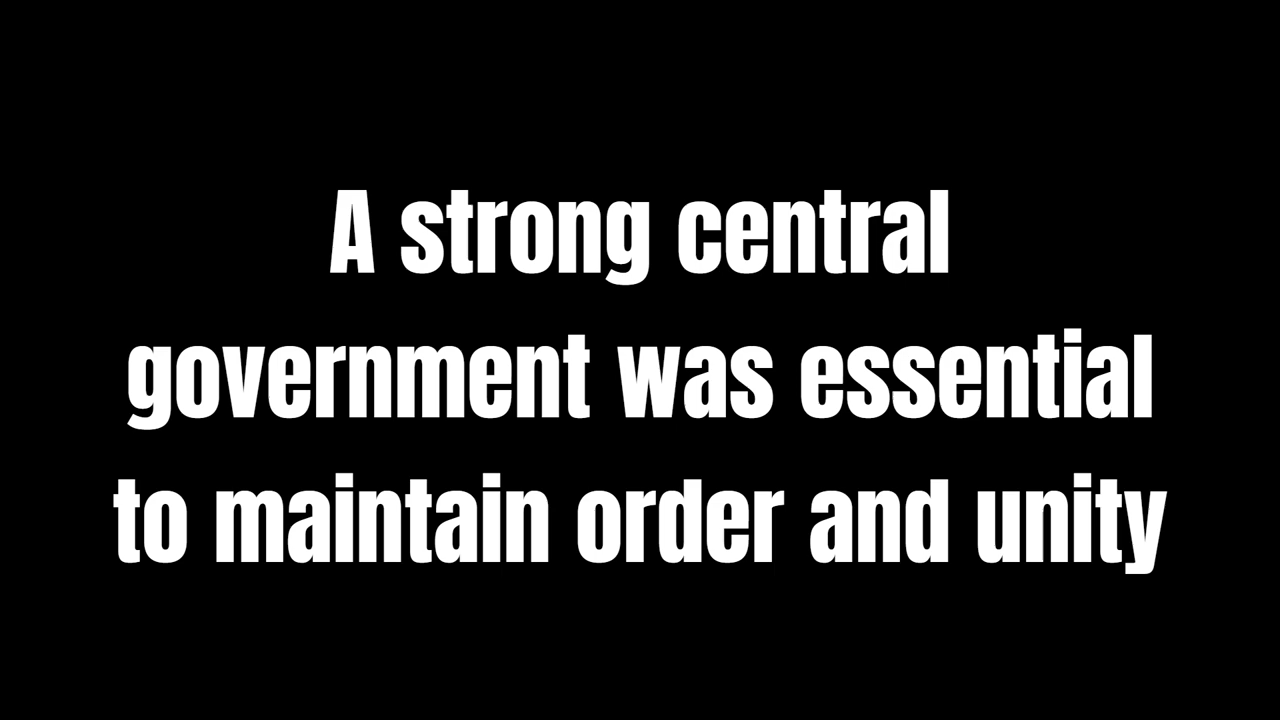 A strong central
government was essential
to maintain order and unity